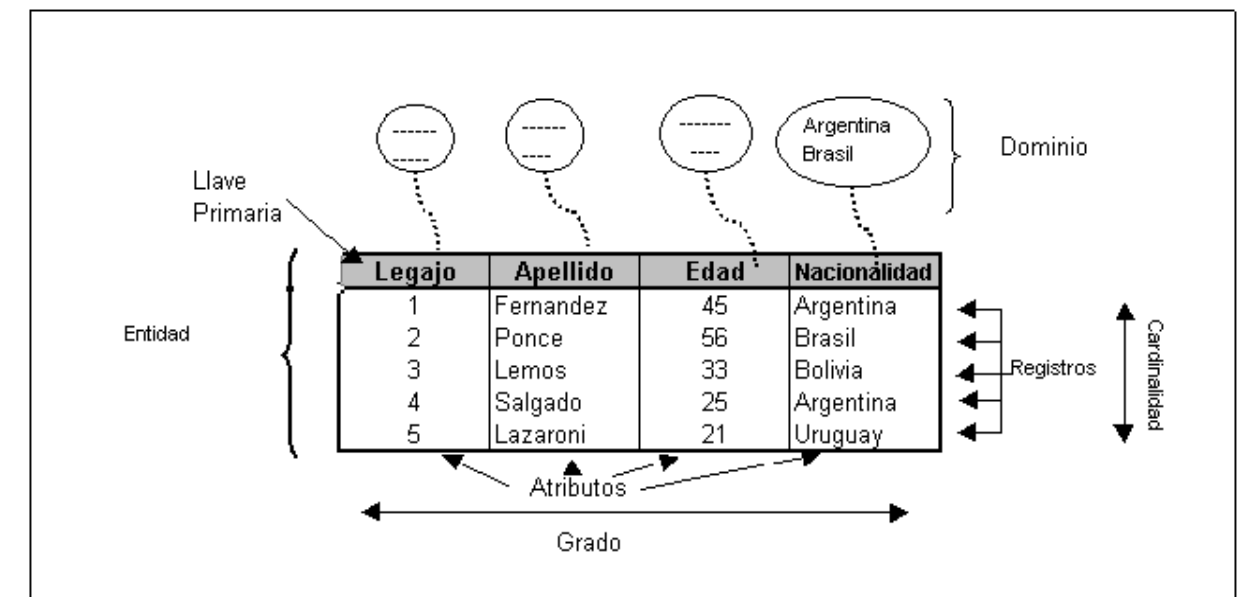 Argentina
Brasil
Dominio
Llave
Primaria
Legajo Apellido Edad Nacionalidad
1 Fernandez 45 Argentina
2 Ponce 56 Brasil
3 Lemos 33 Bolivia
4 Salgado 25 Argentina
5 Lazaroni 21 Uruguay
Entidad
Registros
Cardinalidad
Atributos
Grado